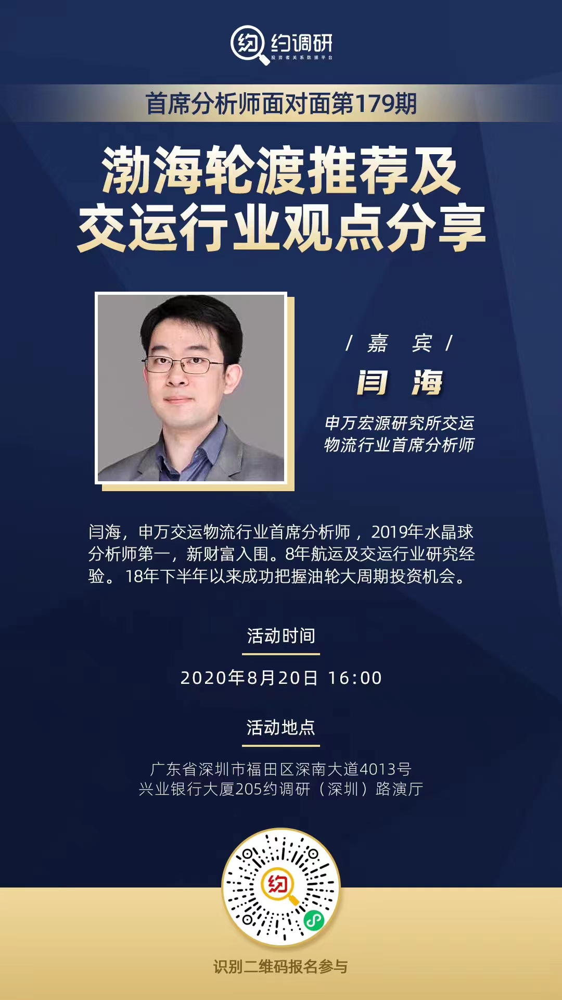 约调研
投资者关系数据平台
首席分析师面对面第179期
渤海轮渡推荐及
交运行业观点分享
/ 嘉 宾 /
闫 海
申万宏源研究所交运
物流行业首席分析师
闫海，申万交运物流行业首席分析师 ，2019年水晶球
分析师第一，新财富入围。8年航运及交运行业研究经
验。 18年下半年以来成功把握油轮大周期投资机会。
活动时间
2020年8月20日 16:00
活动地点
广东省深圳市福田区深南大道4013号
兴业银行大厦205约调研（深圳）路演厅
约
识别二维码报名参与